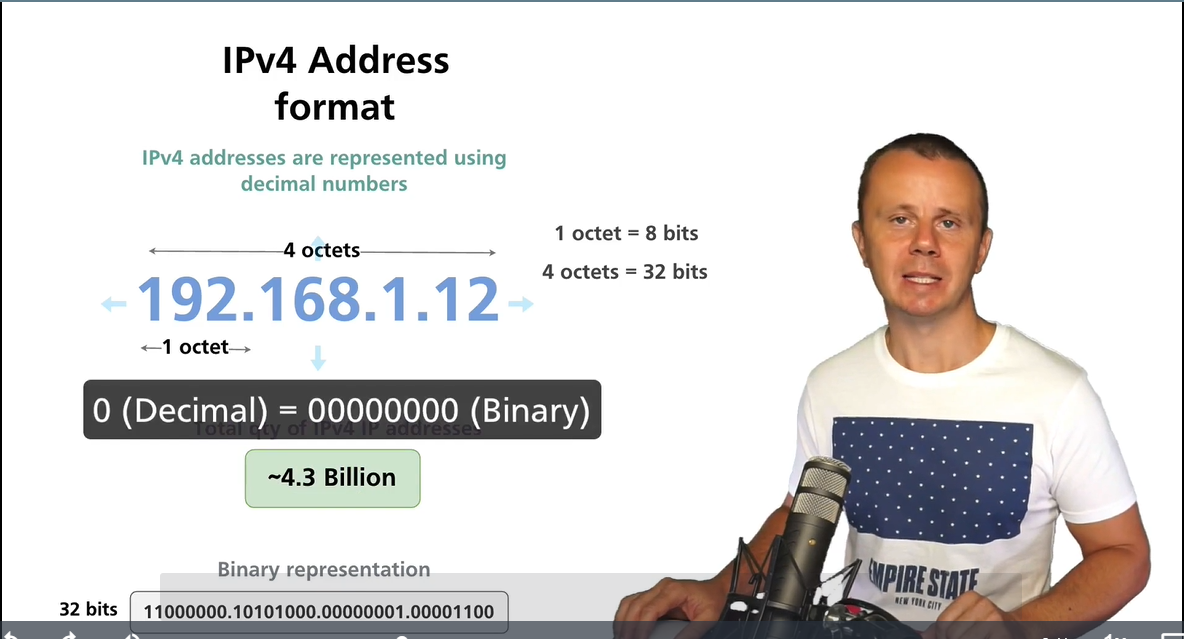 IPv4 Address
format
IPv4 addresses are represented using
decimal numbers
4 octets
1 octet = 8 bits
4 octets = 32 bits
192.168.1.12
1 octet
0 (Decimal) = 00000000 (Binary)
Total qty of IPv4 IP addresses
~4.3 Billion
Binary representation
32 bits
11000000.10101000.00000001.00001100
EMPIRE STATE
NEW YORK CITY